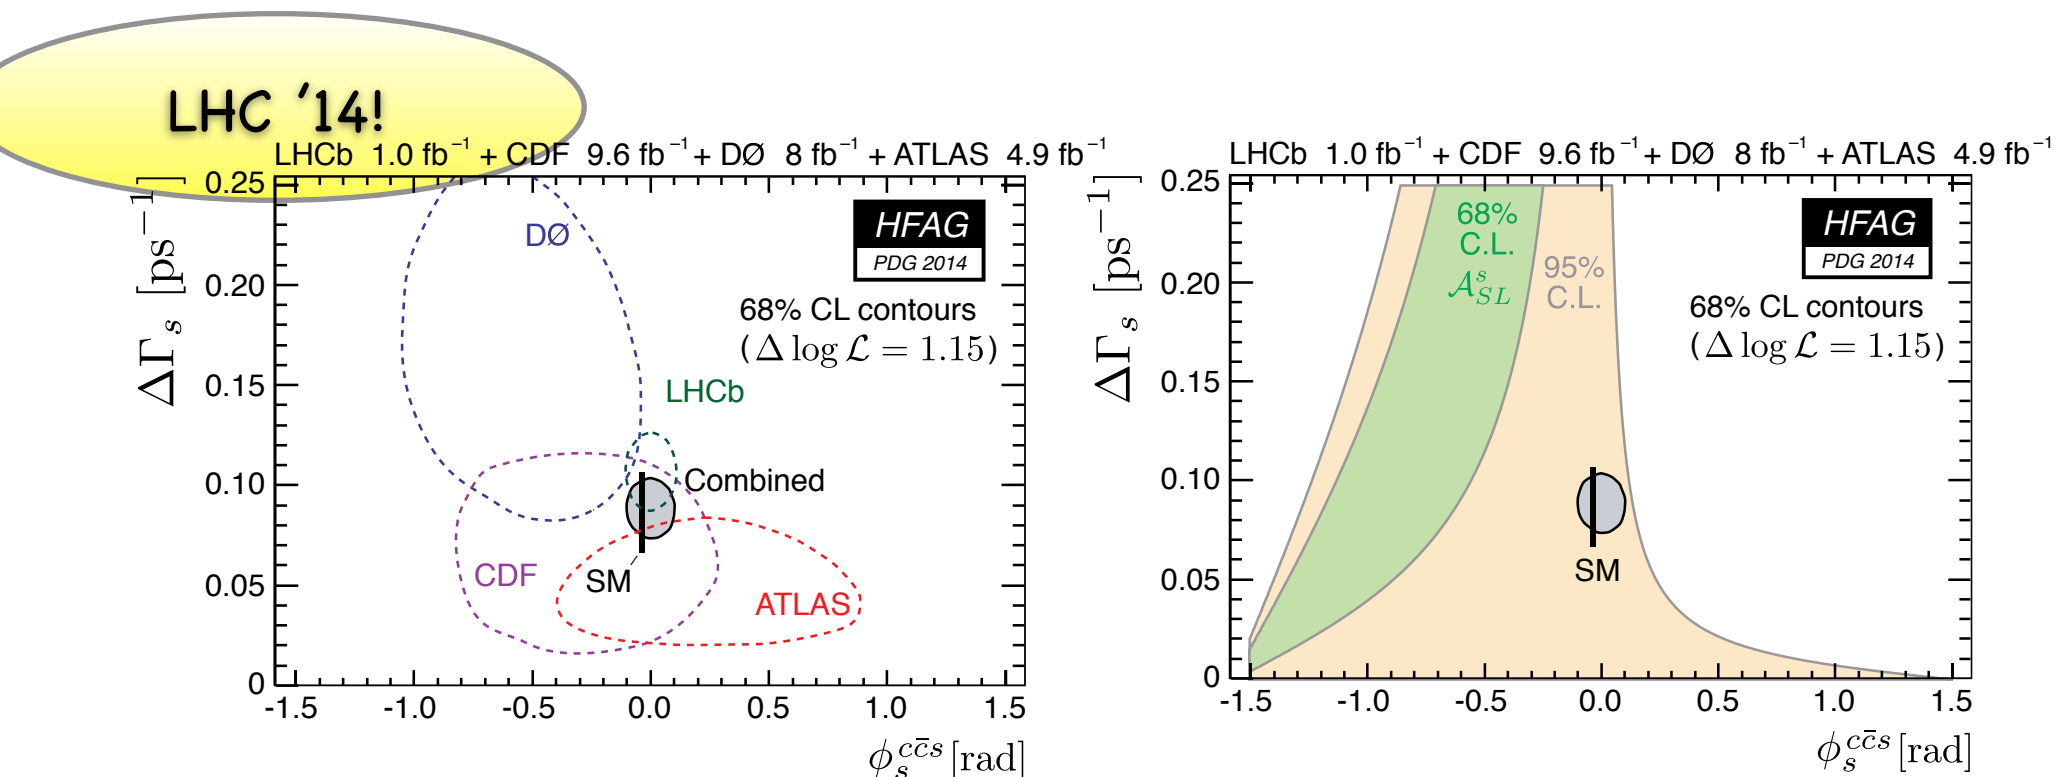 LHC '14!
LHCb 1.0 fb⁻¹ + CDF 9.6 fb⁻¹ + DØ 8 fb⁻¹ + ATLAS 4.9 fb⁻¹
ΔΓs [ps⁻¹]
0.25
0.20
0.15
0.10
0.05
0
DØ
HFAG
PDG 2014
68% CL contours
(Δ log ℒ = 1.15)
LHCb
Combined
CDF
SM
ATLAS
-1.5 -1.0 -0.5 0.0 0.5 1.0 1.5
ϕₛ^{cc̄s} [rad]
LHCb 1.0 fb⁻¹ + CDF 9.6 fb⁻¹ + DØ 8 fb⁻¹ + ATLAS 4.9 fb⁻¹
ΔΓs [ps⁻¹]
0.25
0.20
0.15
0.10
0.05
0
68%
C.L.
𝒜ˢ_SL
95%
C.L.
HFAG
PDG 2014
68% CL contours
(Δ log ℒ = 1.15)
SM
-1.5 -1.0 -0.5 0.0 0.5 1.0 1.5
ϕₛ^{cc̄s} [rad]